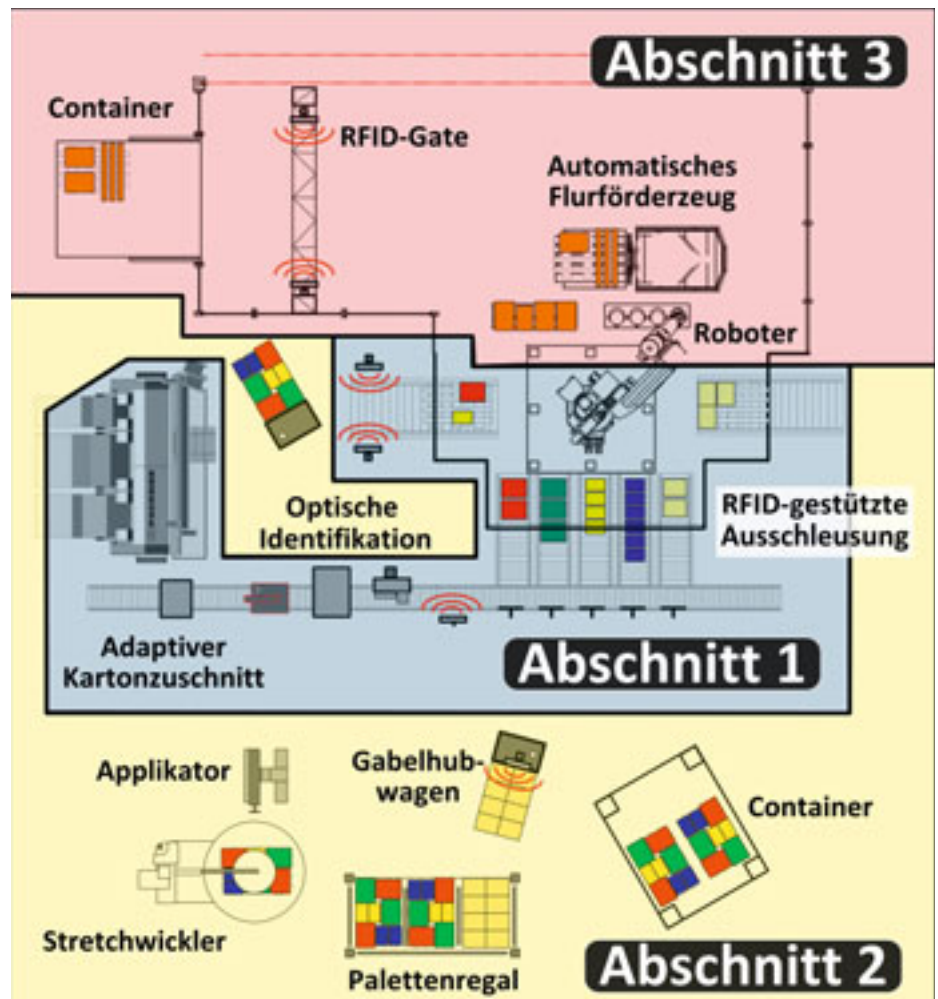 Abschnitt 3
Container
RFID-Gate
Automatisches
Flurförderzeug
Roboter
Optische
Identifikation
RFID-gestützte
Ausschleusung
Adaptiver
Kartonzuschnitt
Abschnitt 1
Applikator
Gabelhub-
wagen
Container
Stretchwickler
Palettenregal
Abschnitt 2